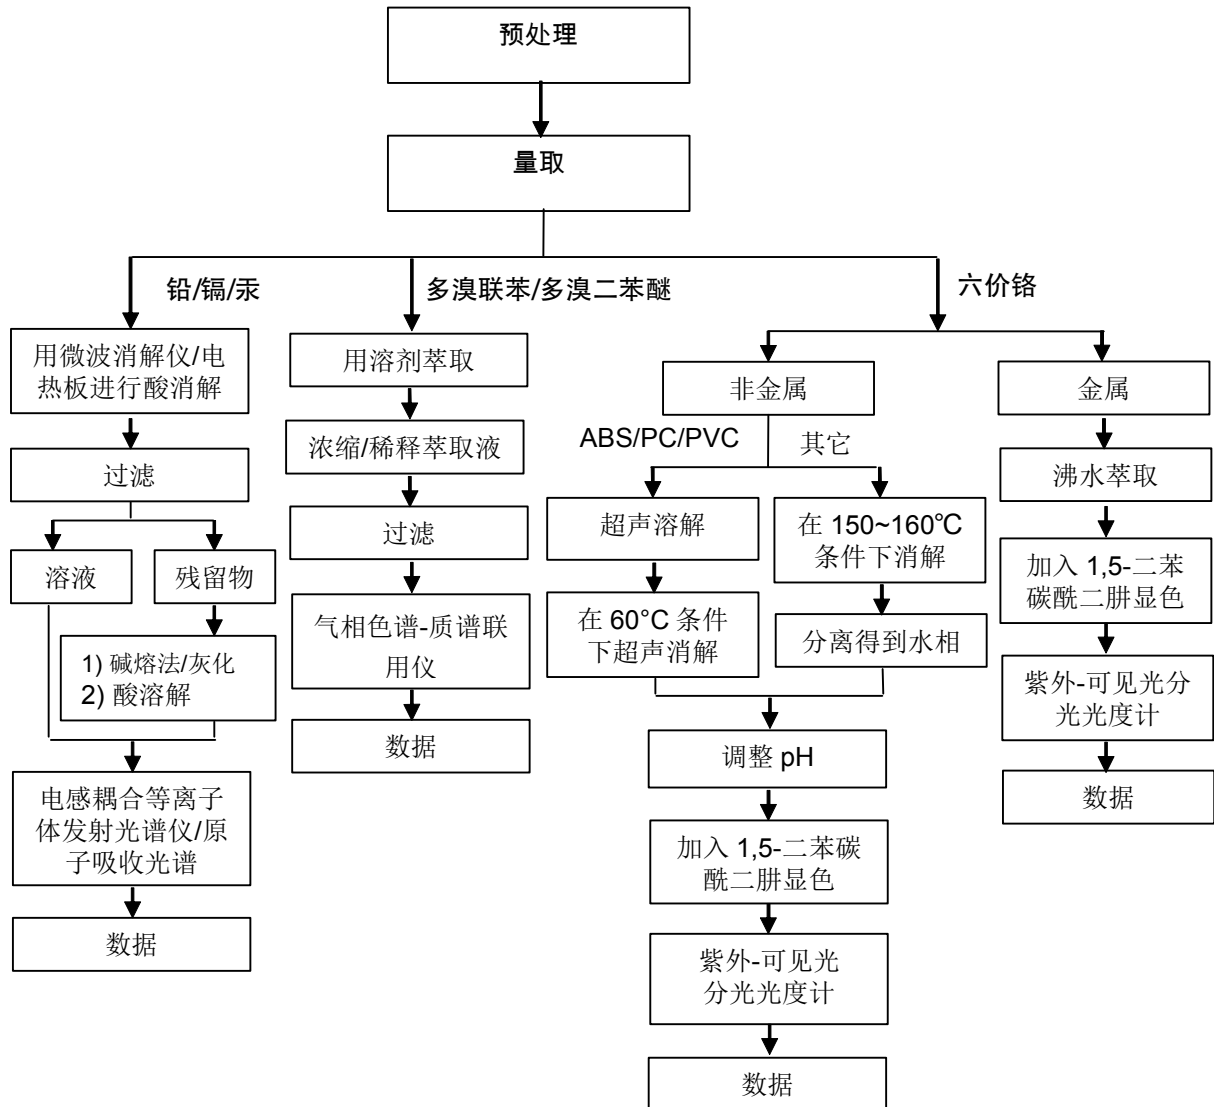 预处理
量取
铅/镉/汞
多溴联苯/多溴二苯醚
六价铬
用微波消解仪/电
热板进行酸消解
过滤
溶液
残留物
1) 碱熔法/灰化
2) 酸溶解
电感耦合等离子
体发射光谱仪/原
子吸收光谱
数据
用溶剂萃取
浓缩/稀释萃取液
过滤
气相色谱-质谱联
用仪
数据
非金属
ABS/PC/PVC
其它
超声溶解
在 60°C 条件
下超声消解
在 150~160℃
条件下消解
分离得到水相
调整 pH
加入 1,5-二苯碳
酰二肼显色
紫外-可见光
分光光度计
数据
金属
沸水萃取
加入 1,5-二苯
碳酰二肼显色
紫外-可见光分
光光度计
数据